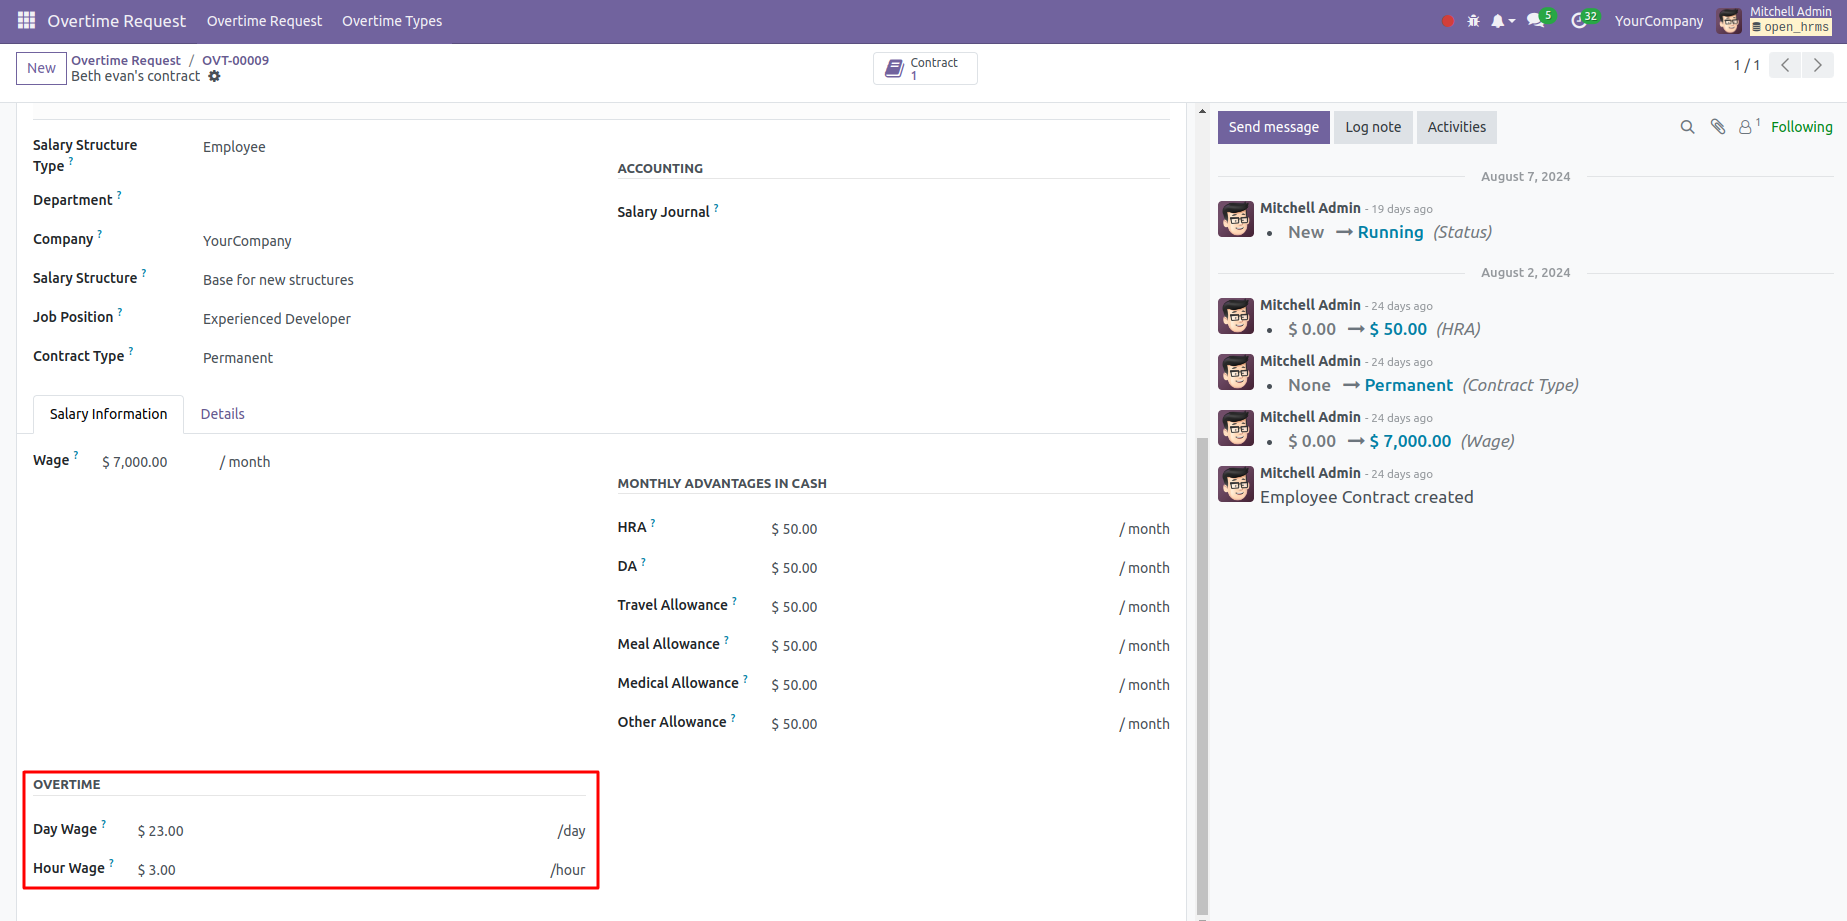 Overtime Request Overtime Request Overtime Types 5 32 YourCompany Mitchell Admin
open_hrms
New Overtime Request / OVT-00009
Beth evan's contract
Contract
1
1 / 1
Salary Structure Type ? Employee
Department ?
Company ? YourCompany
Salary Structure ? Base for new structures
Job Position ? Experienced Developer
Contract Type ? Permanent
ACCOUNTING
Salary Journal ?
Salary Information Details
Wage ? $ 7,000.00 / month
MONTHLY ADVANTAGES IN CASH
HRA ? $ 50.00 / month
DA ? $ 50.00 / month
Travel Allowance ? $ 50.00 / month
Meal Allowance ? $ 50.00 / month
Medical Allowance ? $ 50.00 / month
Other Allowance ? $ 50.00 / month
OVERTIME
Day Wage ? $ 23.00 /day
Hour Wage ? $ 3.00 /hour
Send message Log note Activities 1 Following
August 7, 2024
Mitchell Admin - 19 days ago
• New → Running (Status)
August 2, 2024
Mitchell Admin - 24 days ago
• $ 0.00 → $ 50.00 (HRA)
Mitchell Admin - 24 days ago
• None → Permanent (Contract Type)
Mitchell Admin - 24 days ago
• $ 0.00 → $ 7,000.00 (Wage)
Mitchell Admin - 24 days ago
Employee Contract created